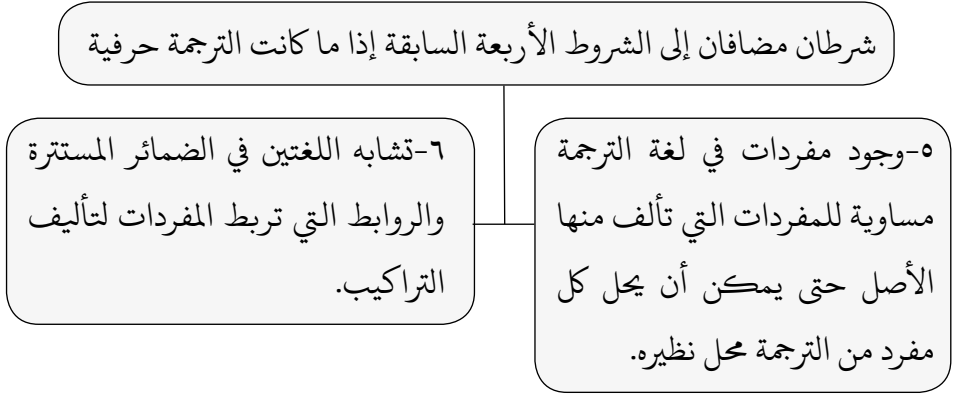 شرطان مضافان إلى الشروط الأربعة السابقة إذا ما كانت الترجمة حرفية
٥-وجود مفردات في لغة الترجمة
مساوية للمفردات التي تألف منها
الأصل حتى يمكن أن يحل كل
مفرد من الترجمة محل نظيره.
٦-تشابه اللغتين في الضمائر المستترة
والروابط التي تربط المفردات لتأليف
التراكيب.